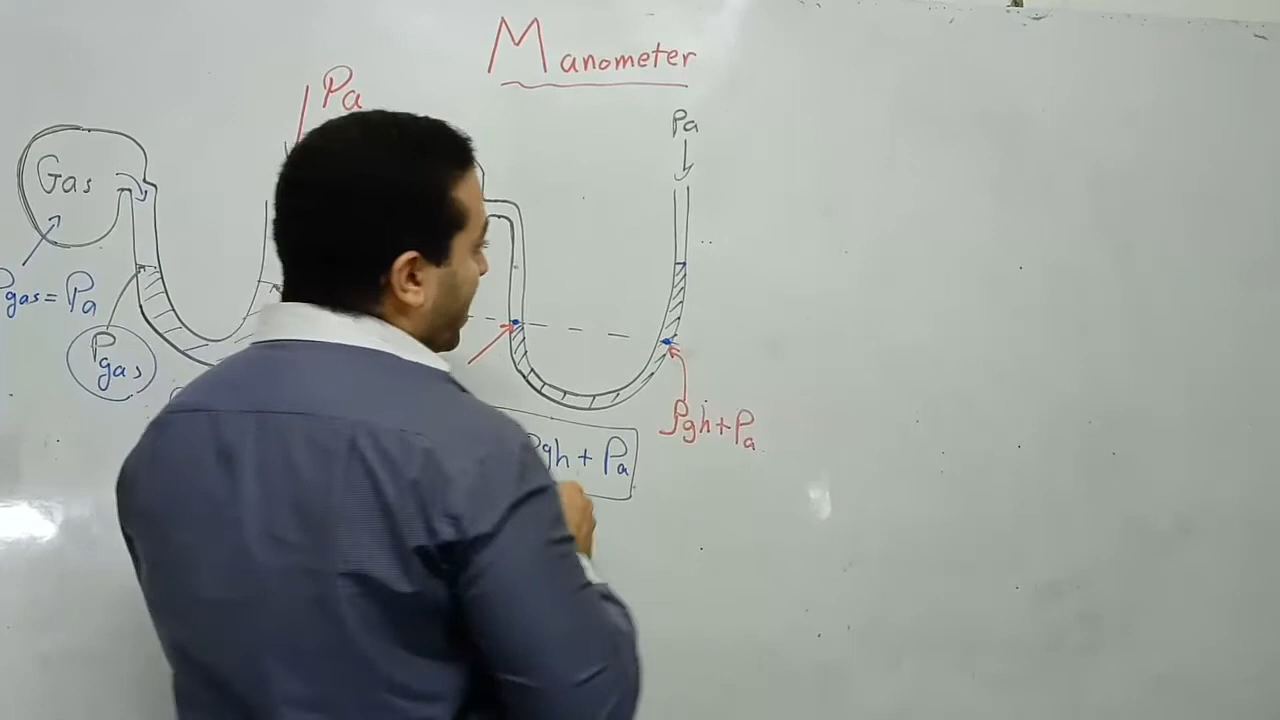 Manometer
Pa
Pa
Gas
Pgas = Pa
Pgas
ρgh + Pa
ρgh + Pa